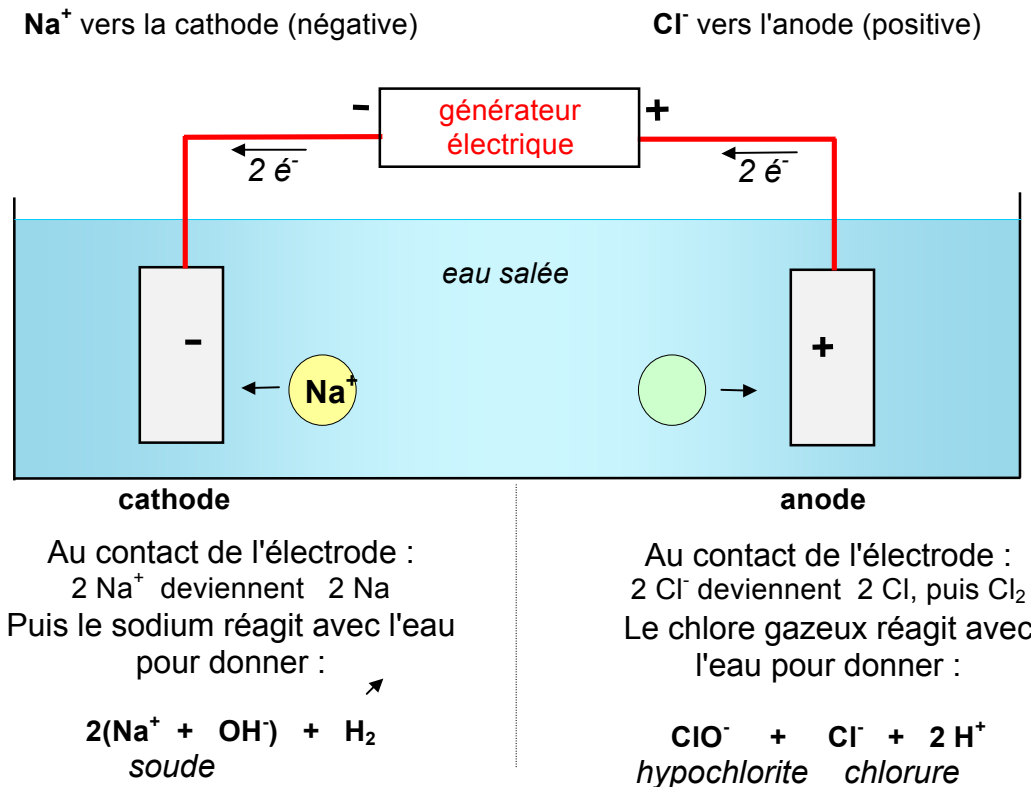 Na⁺ vers la cathode (négative)
Cl⁻ vers l'anode (positive)
- générateur +
électrique
2 é⁻
2 é⁻
eau salée
-
+
Na⁺
cathode
anode
Au contact de l'électrode :
2 Na⁺ deviennent 2 Na
Puis le sodium réagit avec l'eau
pour donner :
2(Na⁺ + OH⁻) + H₂
soude
Au contact de l'électrode :
2 Cl⁻ deviennent 2 Cl, puis Cl₂
Le chlore gazeux réagit avec
l'eau pour donner :
ClO⁻ + Cl⁻ + 2 H⁺
hypochlorite chlorure